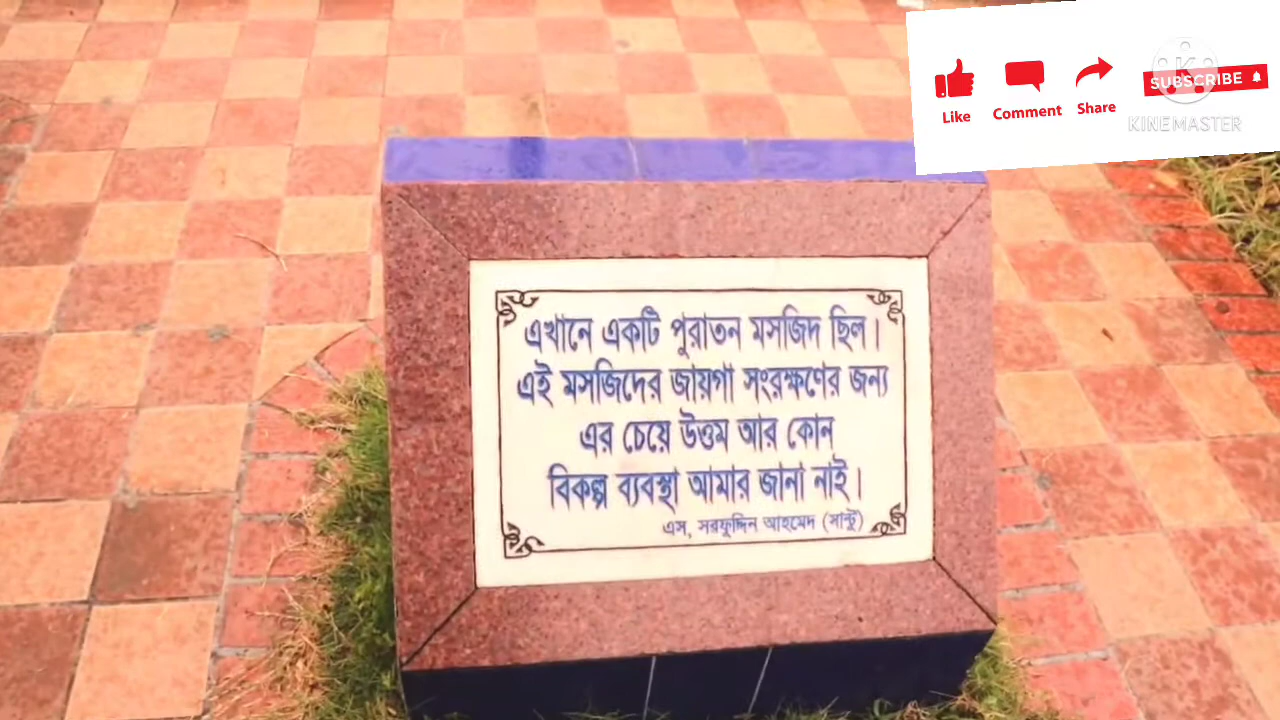 Like
Comment
Share
SUBSCRIBE
KINEMASTER
এখানে একটি পুরাতন মসজিদ ছিল।
এই মসজিদের জায়গা সংরক্ষণের জন্য
এর চেয়ে উত্তম আর কোন
বিকল্প ব্যবস্থা আমার জানা নাই।
এস, সরফুদ্দিন আহমেদ (সান্টু)